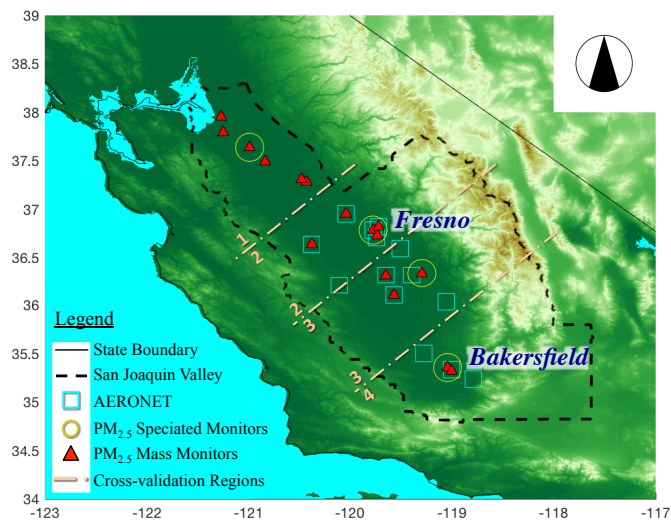 39
38.5
38
37.5
37
36.5
36
35.5
35
34.5
34
1
2
Fresno
2
3
Bakersfield
3
4
Legend
State Boundary
San Joaquin Valley
AERONET
PM2.5 Speciated Monitors
PM2.5 Mass Monitors
Cross-validation Regions
-123 -122 -121 -120 -119 -118 -117